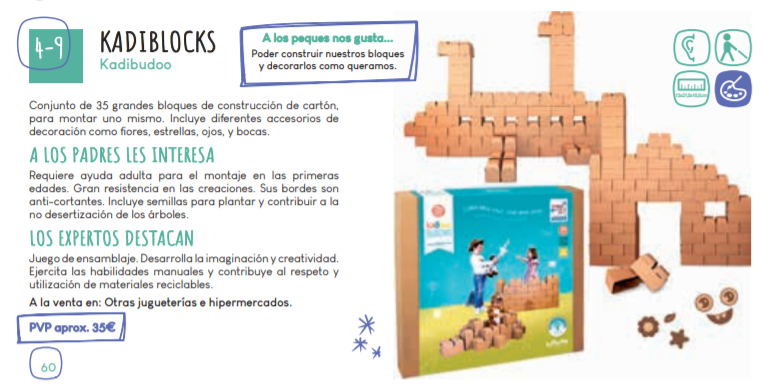 4-9
KADIBLOCKS
Kadibudoo
A los peques nos gusta...
Poder construir nuestros bloques
y decorarlos como queramos.
Conjunto de 35 grandes bloques de construcción de cartón,
para montar uno mismo. Incluye diferentes accesorios de
decoración como flores, estrellas, ojos, y bocas.
A LOS PADRES LES INTERESA
Requiere ayuda adulta para el montaje en las primeras
edades. Gran resistencia en las creaciones. Sus bordes son
anti-cortantes. Incluye semillas para plantar y contribuir a la
no desertización de los árboles.
LOS EXPERTOS DESTACAN
Juego de ensamblaje. Desarrolla la imaginación y creatividad.
Ejercita las habilidades manuales y contribuye al respeto y
utilización de materiales reciclables.
A la venta en: Otras jugueterías e hipermercados.
PVP aprox. 35€
60